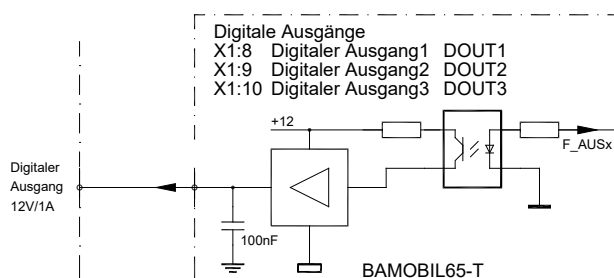 Digitale Ausgänge
X1:8 Digitaler Ausgang1 DOUT1
X1:9 Digitaler Ausgang2 DOUT2
X1:10 Digitaler Ausgang3 DOUT3
+12
F_AUSx
Digitaler
Ausgang
12V/1A
100nF
BAMOBIL65-T